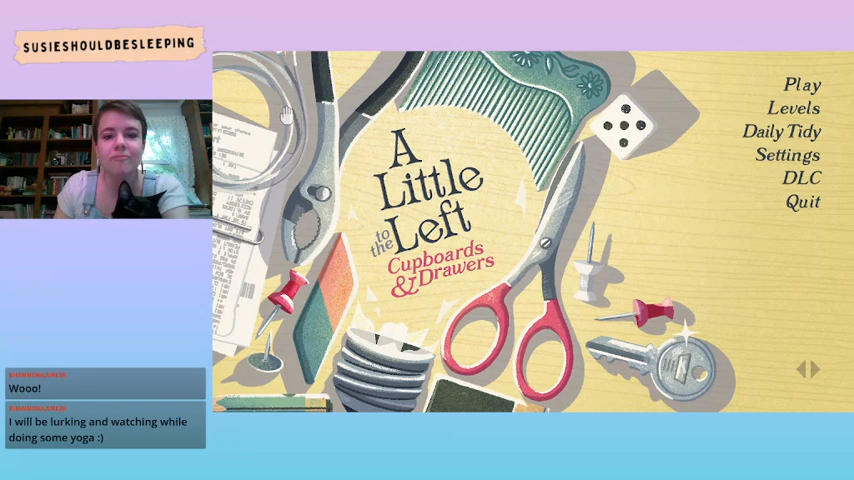 SUSIESHOULDBESLEEPING
Play
Levels
Daily Tidy
Settings
DLC
Quit
A
Little
to the Left
Cupboards
& Drawers
Wooo!
I will be lurking and watching while
doing some yoga :)